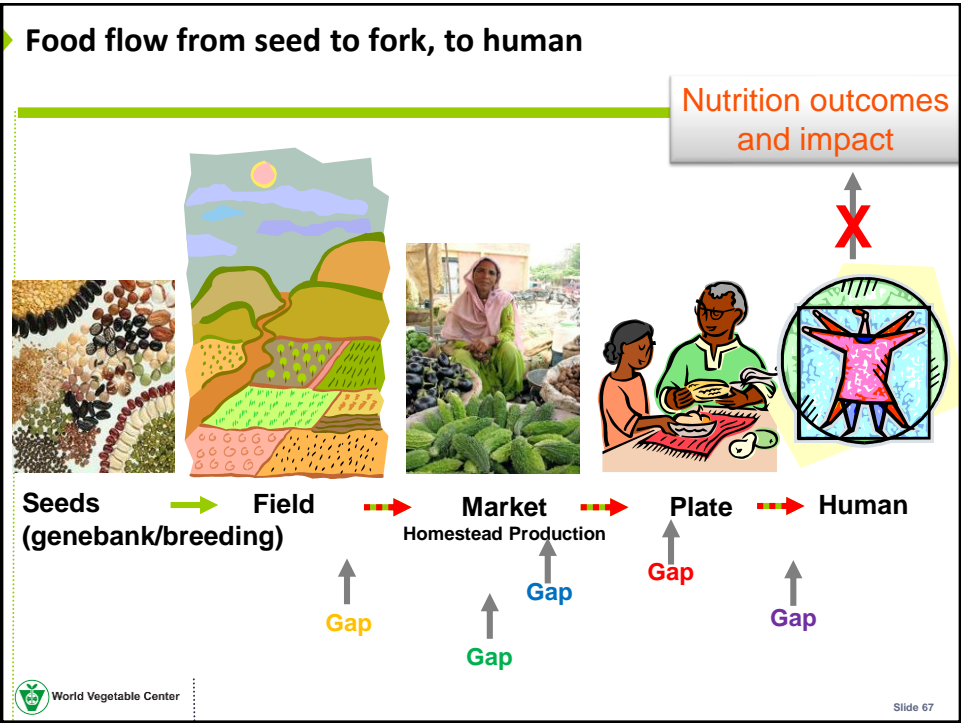 Food flow from seed to fork, to human
Nutrition outcomes
and impact
X
Seeds
(genebank/breeding)
Field
Market
Homestead Production
Plate
Human
Gap
Gap
Gap
Gap
Gap
World Vegetable Center
Slide 67